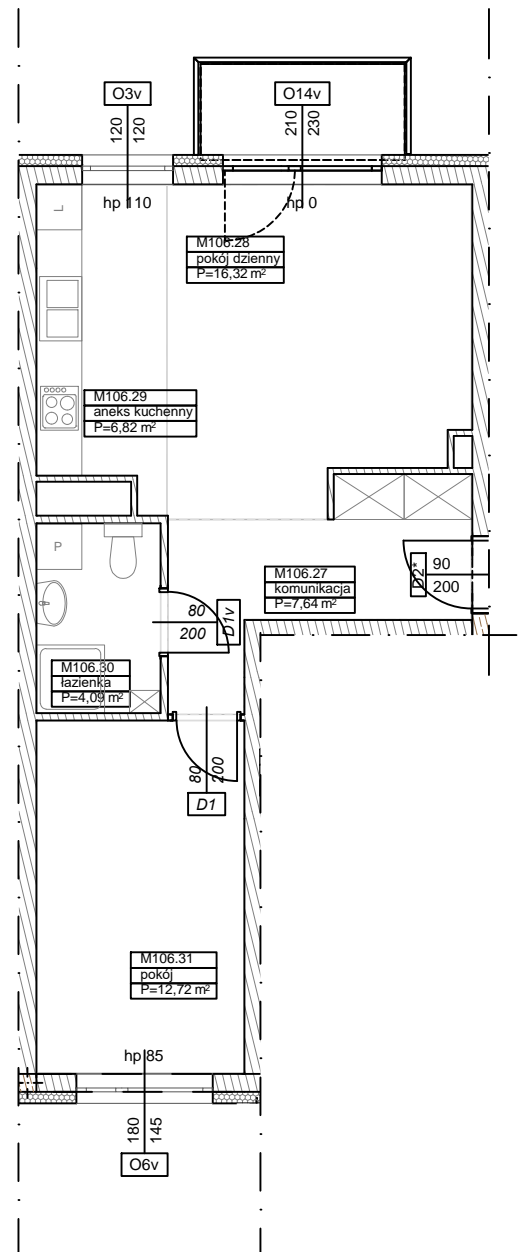 O3v
120
120
hp 110
O14v
210
230
hp 0
L
M106.28
pokój dzienny
P=16,32 m²
M106.29
aneks kuchenny
P=6,82 m²
P
M106.27
komunikacja
P=7,64 m²
D2*
90
200
80
200
D1v
M106.30
łazienka
P=4,09 m²
80
200
D1
M106.31
pokój
P=12,72 m²
hp 85
180
145
O6v